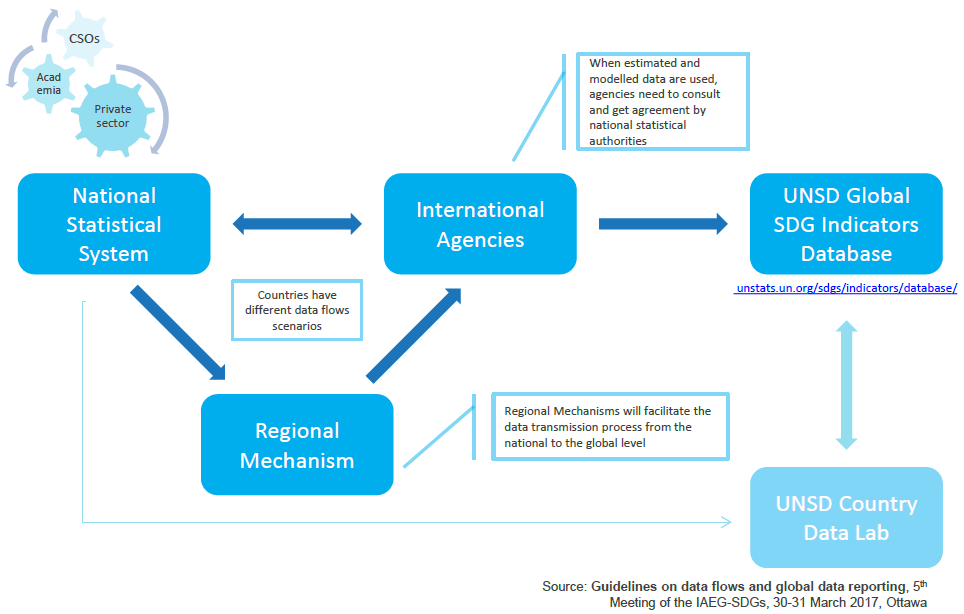 CSOs
Acad
emia
Private
sector
When estimated and
modelled data are used,
agencies need to consult
and get agreement by
national statistical
authorities
National
Statistical
System
International
Agencies
UNSD Global
SDG Indicators
Database
unstats.un.org/sdgs/indicators/database/
Countries have
different data flows
scenarios
Regional
Mechanism
Regional Mechanisms will facilitate the
data transmission process from the
national to the global level
UNSD Country
Data Lab
Source: Guidelines on data flows and global data reporting, 5th
Meeting of the IAEG-SDGs, 30-31 March 2017, Ottawa